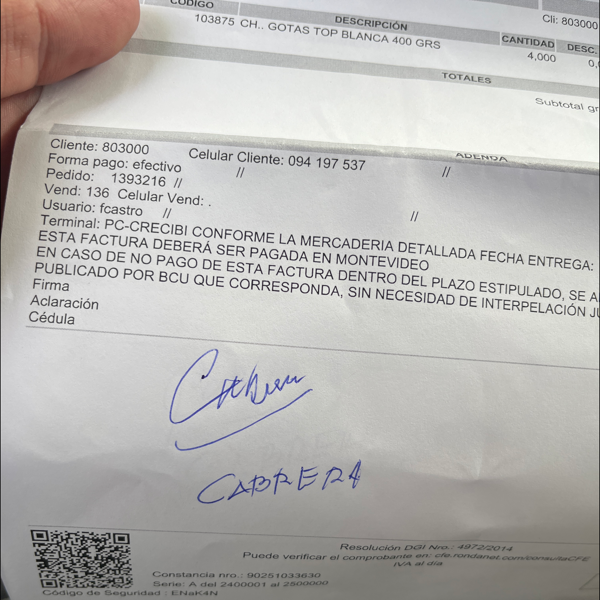 Cli: 803000
CÓDIGO DESCRIPCIÓN CANTIDAD DESC.
103875 CH.. GOTAS TOP BLANCA 400 GRS 4,000 0,
TOTALES
Subtotal gr
ADENDA
Cliente: 803000 Celular Cliente: 094 197 537 //
Forma pago: efectivo //
Pedido: 1393216 //
Vend: 136 Celular Vend: .
Usuario: fcastro // //
Terminal: PC-CRECIBI CONFORME LA MERCADERIA DETALLADA FECHA ENTREGA:
ESTA FACTURA DEBERÁ SER PAGADA EN MONTEVIDEO
EN CASO DE NO PAGO DE ESTA FACTURA DENTRO DEL PLAZO ESTIPULADO, SE A
PUBLICADO POR BCU QUE CORRESPONDA, SIN NECESIDAD DE INTERPELACIÓN JU
Firma
Aclaración
Cédula
CABRERA
Resolución DGI Nro.: 4972/2014
Puede verificar el comprobante en: cfe.rondanet.com/consultaCFE
IVA al día
Constancia nro.: 90251033630
Serie: A del 2400001 al 2500000
Código de Seguridad : ENaK4N